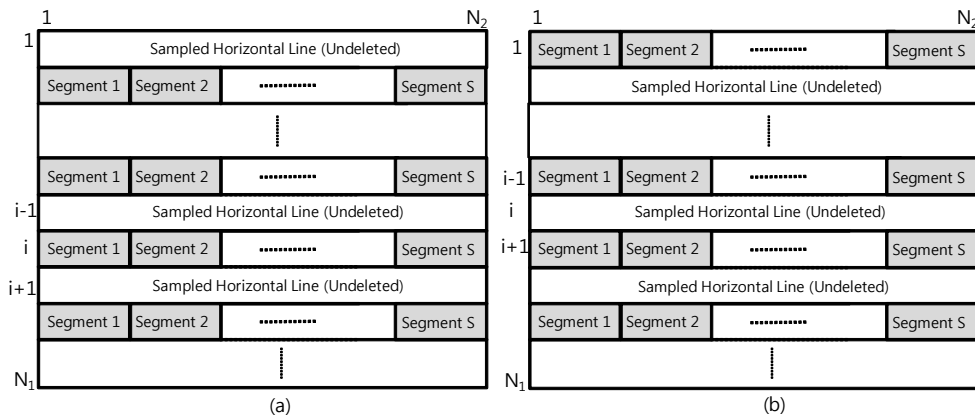 1 N2
1 Sampled Horizontal Line (Undeleted)
Segment 1 Segment 2 Segment S
Segment 1 Segment 2 Segment S
i-1 Sampled Horizontal Line (Undeleted)
i Segment 1 Segment 2 Segment S
i+1 Sampled Horizontal Line (Undeleted)
Segment 1 Segment 2 Segment S
N1
(a)
1 N2
1 Segment 1 Segment 2 Segment S
Sampled Horizontal Line (Undeleted)
i-1 Segment 1 Segment 2 Segment S
i Sampled Horizontal Line (Undeleted)
i+1 Segment 1 Segment 2 Segment S
Sampled Horizontal Line (Undeleted)
Segment 1 Segment 2 Segment S
N1
(b)